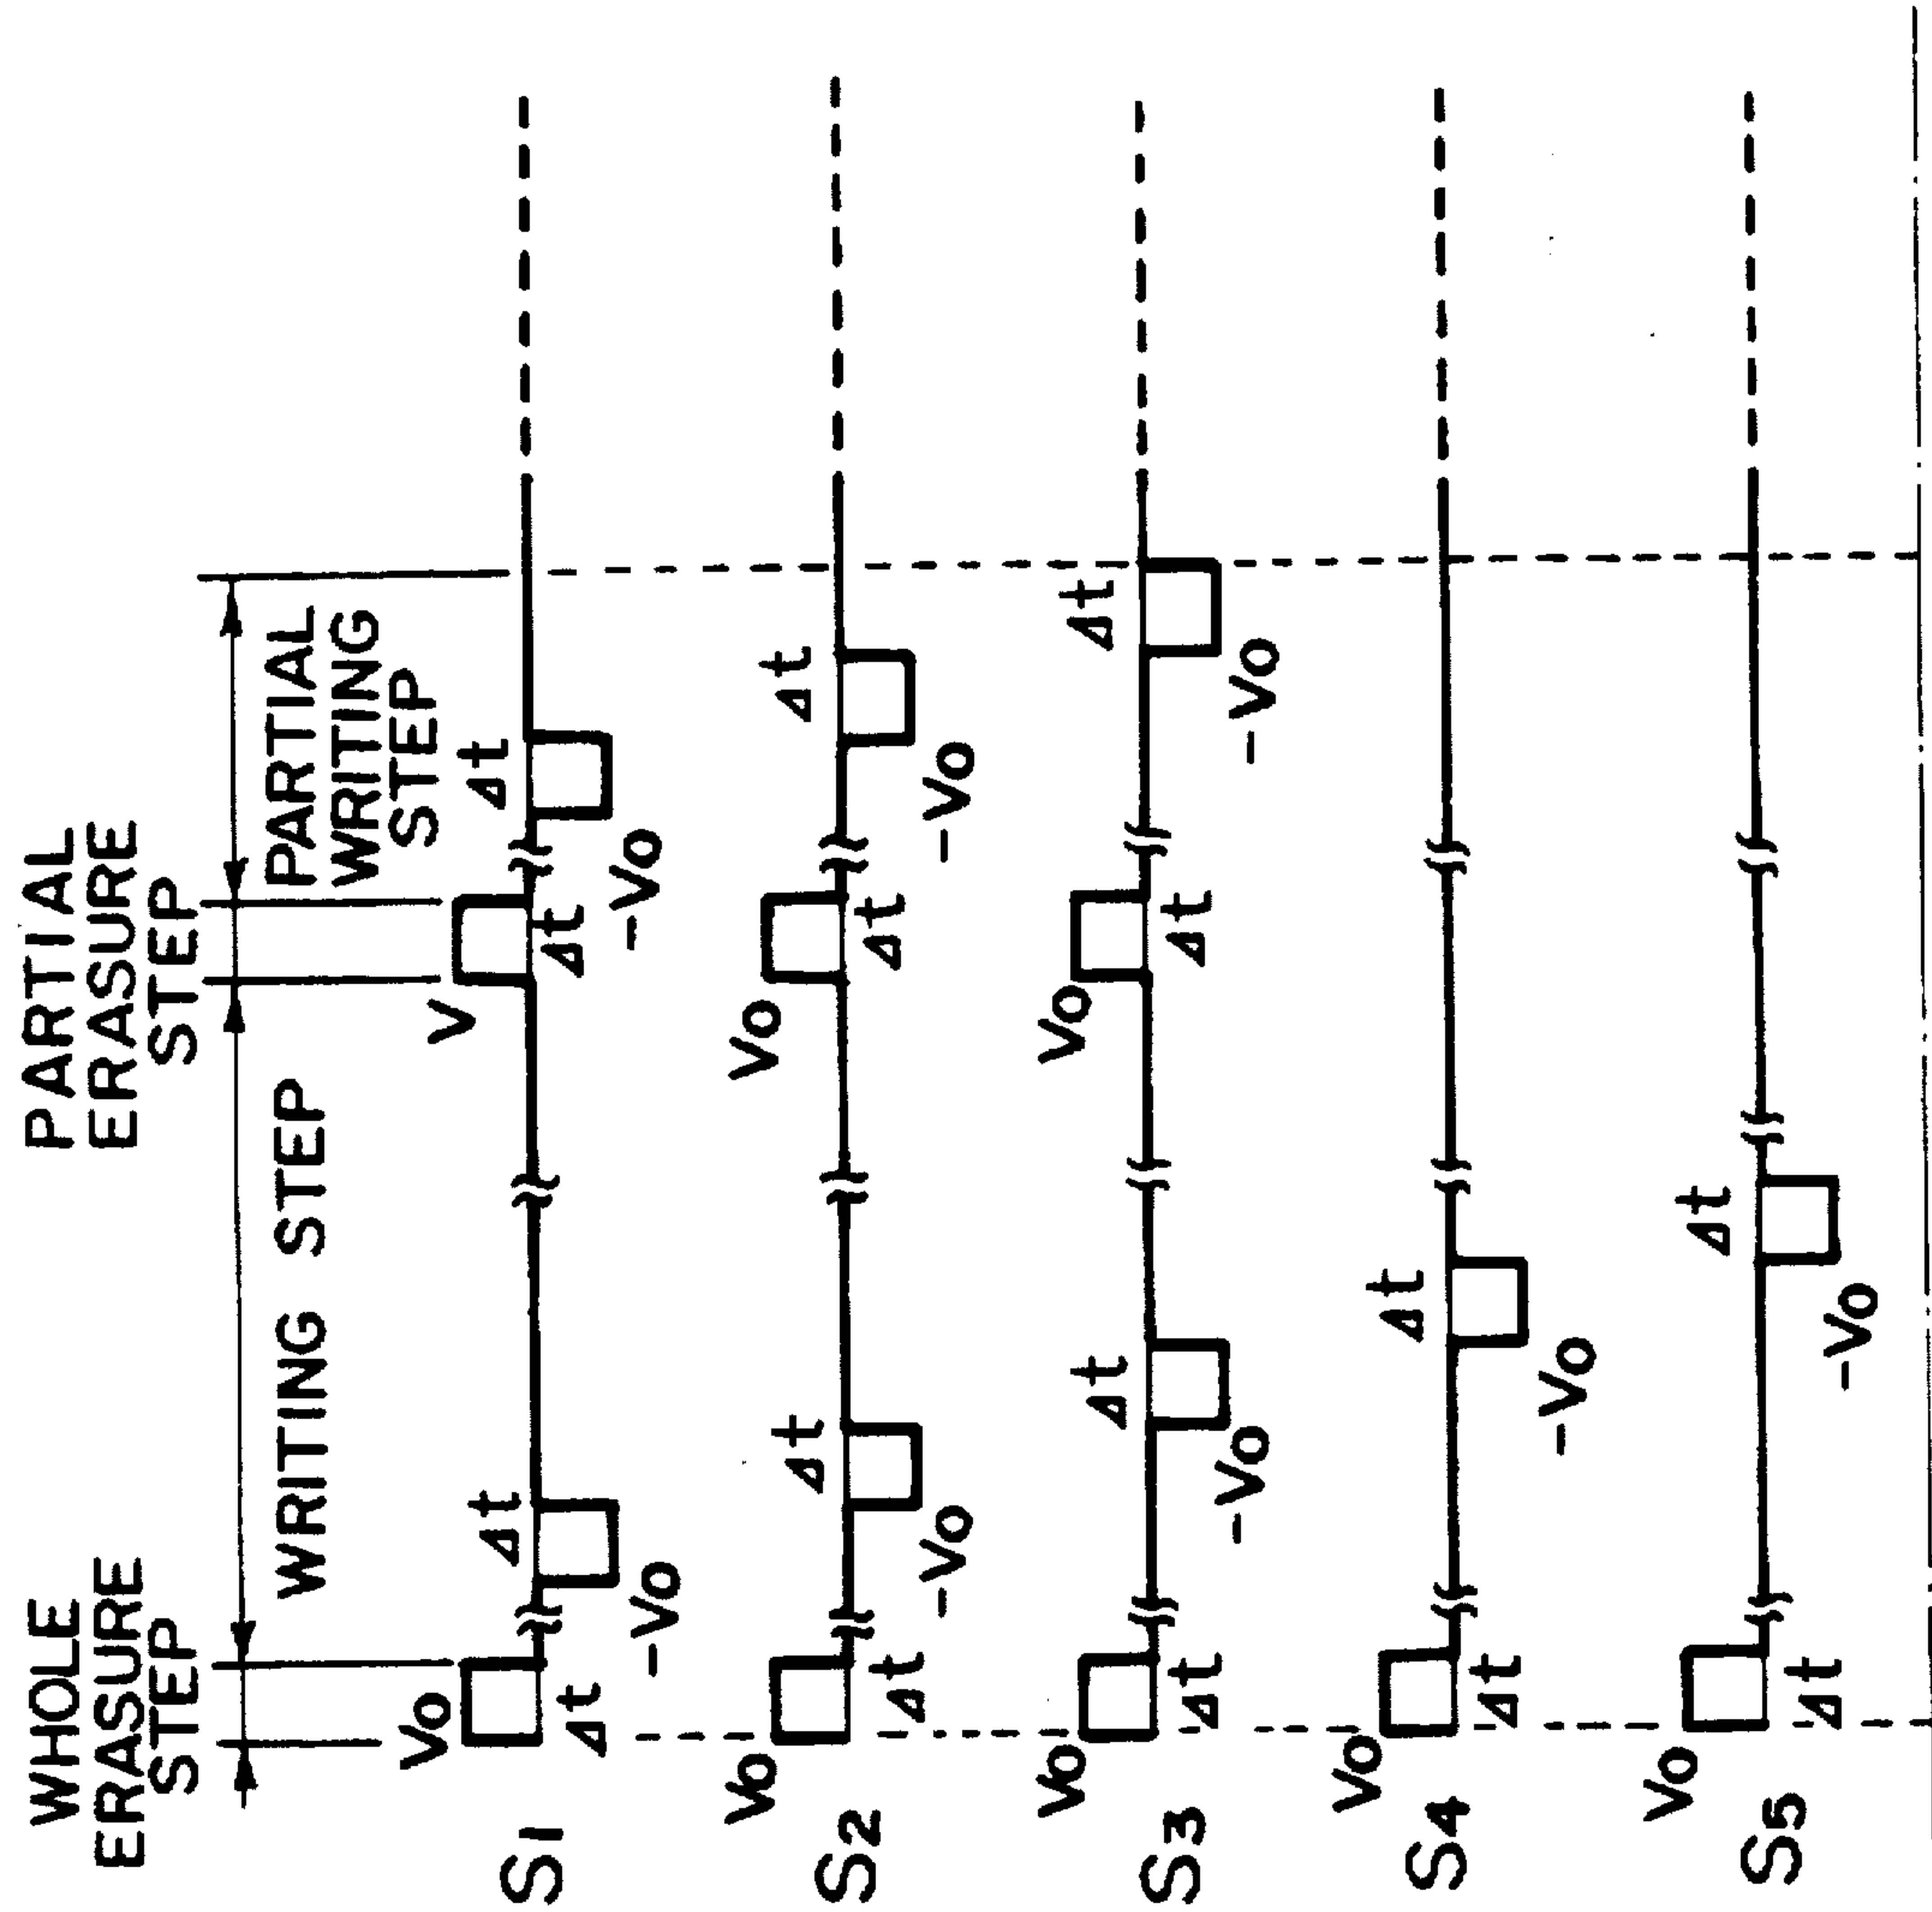 WHOLE
ERASURE
STEP
WRITING STEP
PARTIAL
ERASURE
STEP
PARTIAL
WRITING
STEP
S1
Vo
Δt
Δt
-Vo
V
Δt
Δt
-Vo
S2
Vo
Δt
Δt
-Vo
Vo
Δt
Δt
-Vo
S3
Vo
Δt
Δt
-Vo
Vo
Δt
Δt
-Vo
S4
Vo
Δt
Δt
-Vo
S5
Vo
Δt
Δt
-Vo